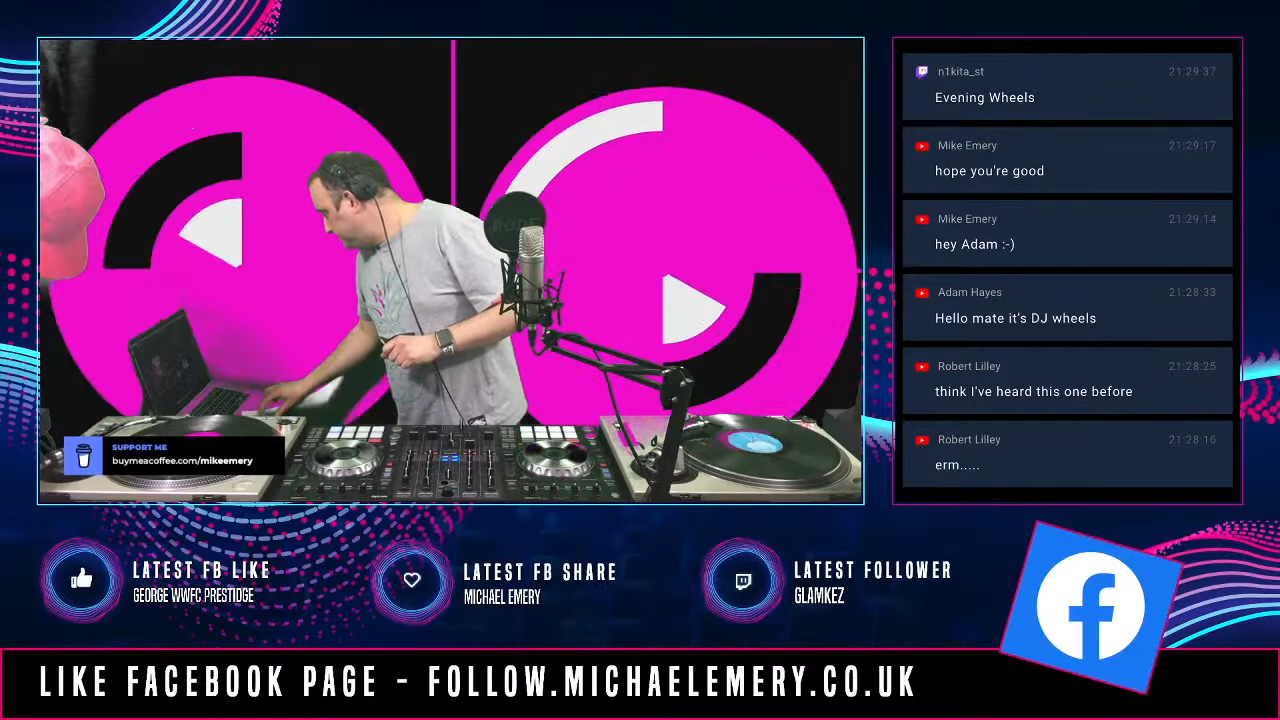 n1kita_st 21:29:37
Evening Wheels
Mike Emery 21:29:17
hope you're good
Mike Emery 21:29:14
hey Adam :-)
Adam Hayes 21:28:33
Hello mate it's DJ wheels
Robert Lilley 21:28:25
think I've heard this one before
Robert Lilley 21:28:16
erm.....
RODE
SUPPORT ME
buymeacoffee.com/mikeemery
LATEST FB LIKE
GEORGE WWFC PRESTIDGE
LATEST FB SHARE
MICHAEL EMERY
LATEST FOLLOWER
GLAMKEZ
LIKE FACEBOOK PAGE - FOLLOW.MICHAELEMERY.CO.UK